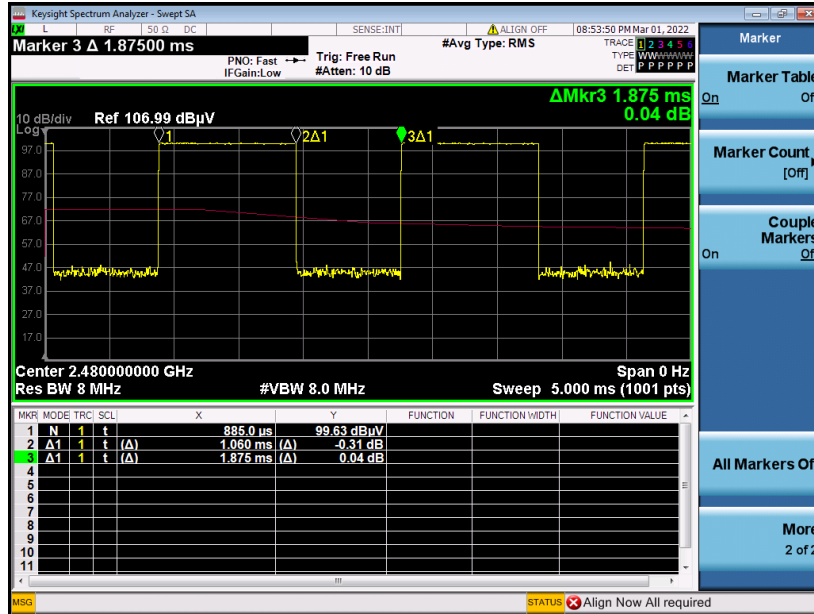 Keysight Spectrum Analyzer - Swept SA
LXI L RF 50 Ω DC SENSE:INT ALIGN OFF 08:53:50 PM Mar 01, 2022
Marker 3 Δ 1.87500 ms
PNO: Fast
IFGain:Low
Trig: Free Run
#Atten: 10 dB
#Avg Type: RMS
TRACE 1 2 3 4 5 6
TYPE WWWWWW
DET P P P P P P
ΔMkr3 1.875 ms
0.04 dB
10 dB/div Ref 106.99 dBµV
Log
1 2Δ1 3Δ1
97.0
87.0
77.0
67.0
57.0
47.0
37.0
27.0
17.0
Center 2.480000000 GHz Span 0 Hz
Res BW 8 MHz #VBW 8.0 MHz Sweep 5.000 ms (1001 pts)
MKR MODE TRC SCL X Y FUNCTION FUNCTION WIDTH FUNCTION VALUE
1 N 1 t 885.0 µs 99.63 dBµV
2 Δ1 1 t (Δ) 1.060 ms (Δ) -0.31 dB
3 Δ1 1 t (Δ) 1.875 ms (Δ) 0.04 dB
4
5
6
7
8
9
10
11
MSG STATUS Align Now All required
Marker
Marker Table
On Of
Marker Count
[Off]
Couple
Markers
On Of
All Markers Of
More
2 of 2